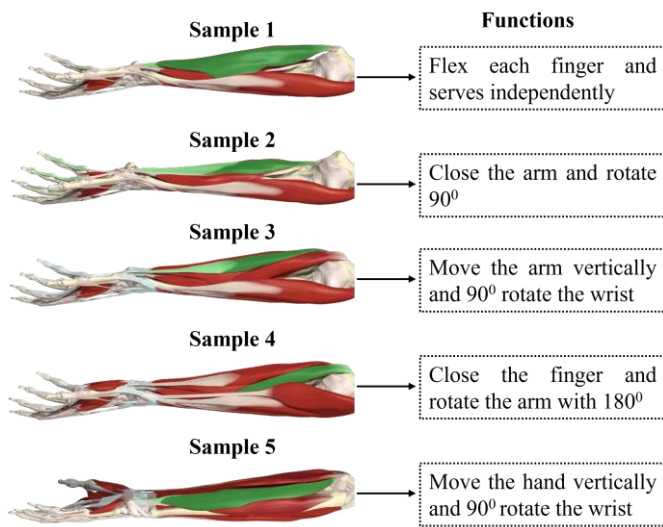 Functions
Sample 1
Flex each finger and
serves independently
Sample 2
Close the arm and rotate
90⁰
Sample 3
Move the arm vertically
and 90⁰ rotate the wrist
Sample 4
Close the finger and
rotate the arm with 180⁰
Sample 5
Move the hand vertically
and 90⁰ rotate the wrist